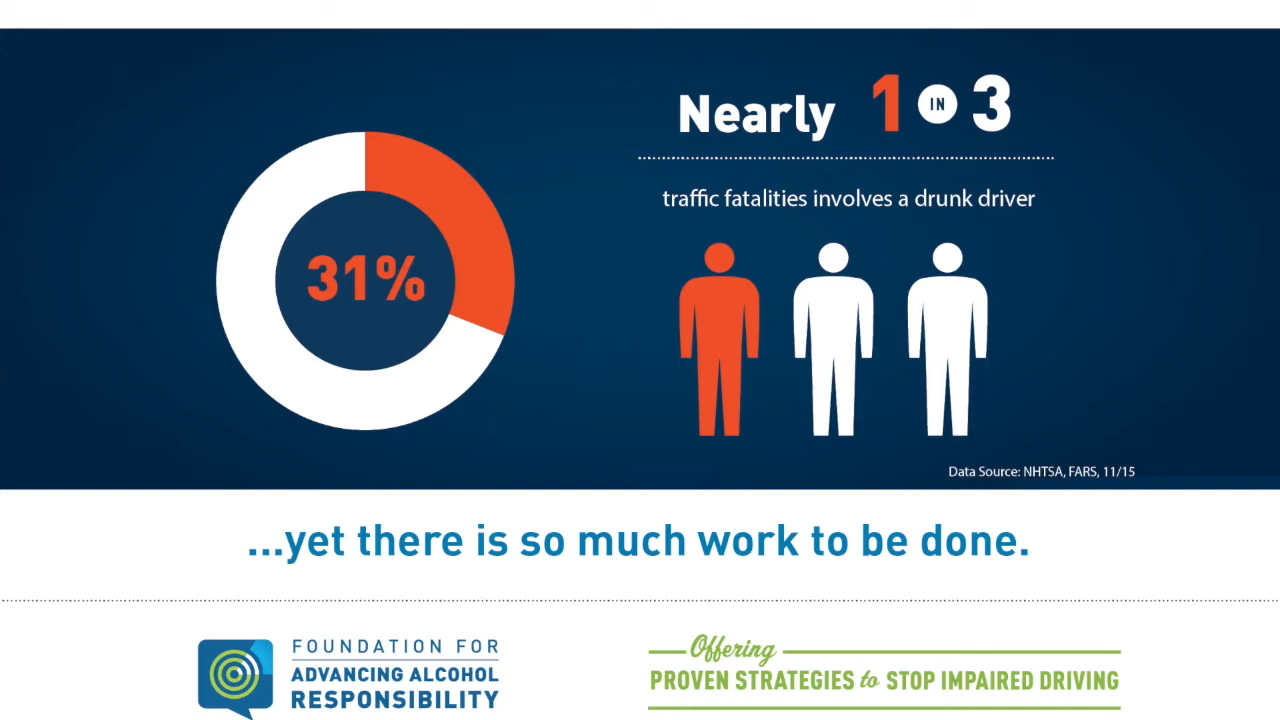 Nearly 1 IN 3
traffic fatalities involves a drunk driver
31%
Data Source: NHTSA, FARS, 11/15
...yet there is so much work to be done.
FOUNDATION FOR
ADVANCING ALCOHOL
RESPONSIBILITY
Offering
PROVEN STRATEGIES to STOP IMPAIRED DRIVING